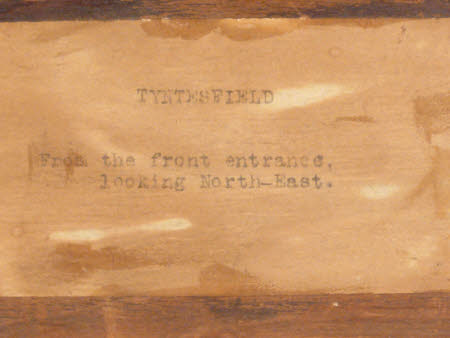 TYNTESFIELD
From the front entrance,
looking North-East.